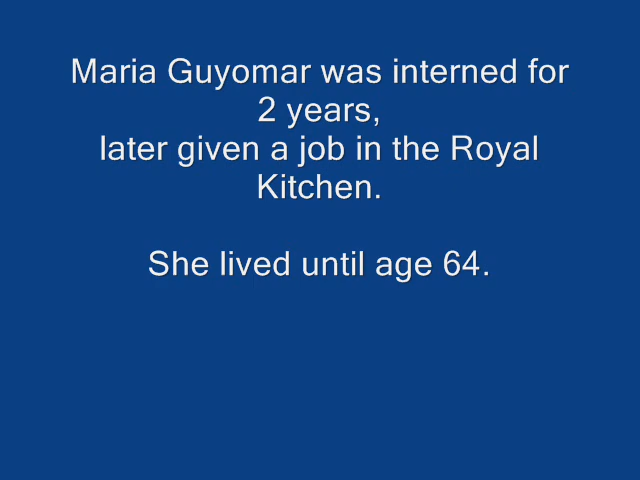 Maria Guyomar was interned for
2 years,
later given a job in the Royal
Kitchen.
She lived until age 64.